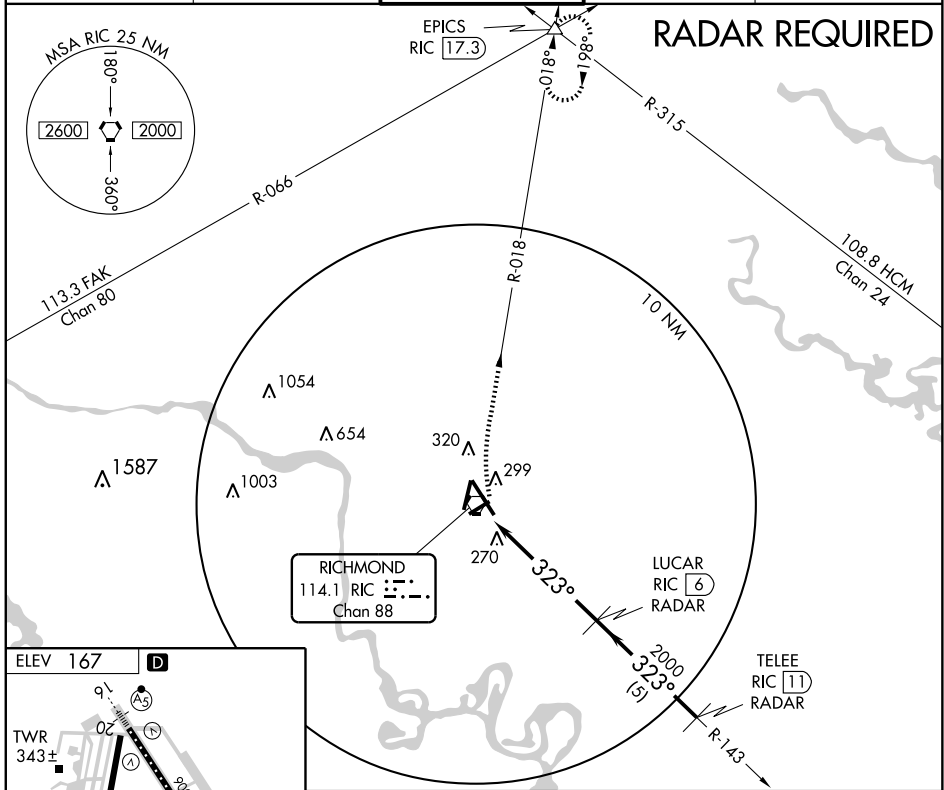 EPICS
RIC 17.3
RADAR REQUIRED
MSA RIC 25 NM
180°
2600
2000
360°
018°
198°
R-315
R-066
R-018
113.3 FAK
Chan 80
108.8 HCM
Chan 24
10 NM
1054
654
320
299
1587
1003
270
RICHMOND
114.1 RIC
Chan 88
323°
LUCAR
RIC 6
RADAR
2000
323°
(5)
TELEE
RIC 11
RADAR
R-143
ELEV 167
D
16
A5
20
V
TWR
343±
V